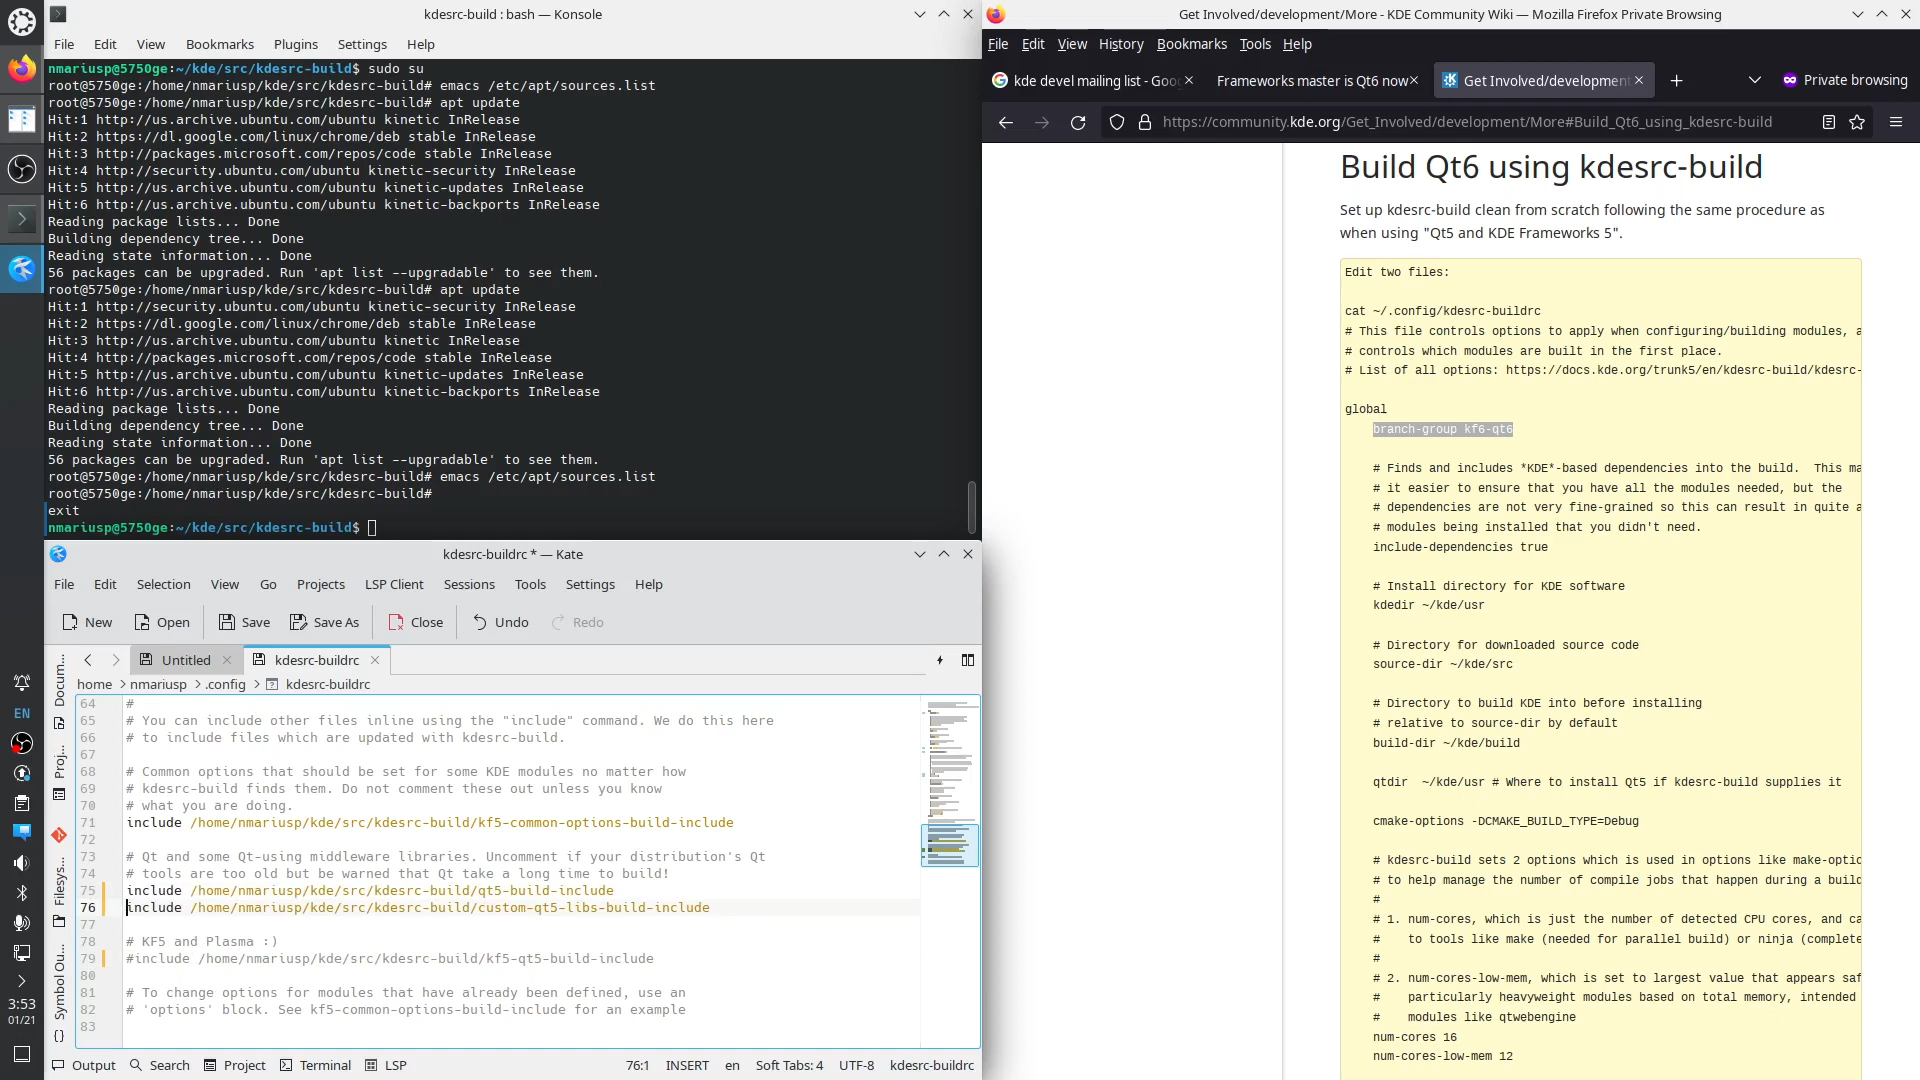 kdesrc-build : bash — Konsole
File Edit View Bookmarks Plugins Settings Help
nmariusp@5750ge:~/kde/src/kdesrc-build$ sudo su
root@5750ge:/home/nmariusp/kde/src/kdesrc-build# emacs /etc/apt/sources.list
root@5750ge:/home/nmariusp/kde/src/kdesrc-build# apt update
Hit:1 http://us.archive.ubuntu.com/ubuntu kinetic InRelease
Hit:2 https://dl.google.com/linux/chrome/deb stable InRelease
Hit:3 http://packages.microsoft.com/repos/code stable InRelease
Hit:4 http://security.ubuntu.com/ubuntu kinetic-security InRelease
Hit:5 http://us.archive.ubuntu.com/ubuntu kinetic-updates InRelease
Hit:6 http://us.archive.ubuntu.com/ubuntu kinetic-backports InRelease
Reading package lists... Done
Building dependency tree... Done
Reading state information... Done
56 packages can be upgraded. Run 'apt list --upgradable' to see them.
root@5750ge:/home/nmariusp/kde/src/kdesrc-build# apt update
Hit:1 http://security.ubuntu.com/ubuntu kinetic-security InRelease
Hit:2 https://dl.google.com/linux/chrome/deb stable InRelease
Hit:3 http://us.archive.ubuntu.com/ubuntu kinetic InRelease
Hit:4 http://packages.microsoft.com/repos/code stable InRelease
Hit:5 http://us.archive.ubuntu.com/ubuntu kinetic-updates InRelease
Hit:6 http://us.archive.ubuntu.com/ubuntu kinetic-backports InRelease
Reading package lists... Done
Building dependency tree... Done
Reading state information... Done
56 packages can be upgraded. Run 'apt list --upgradable' to see them.
root@5750ge:/home/nmariusp/kde/src/kdesrc-build# emacs /etc/apt/sources.list
root@5750ge:/home/nmariusp/kde/src/kdesrc-build#
exit
nmariusp@5750ge:~/kde/src/kdesrc-build$
kdesrc-buildrc * — Kate
File Edit Selection View Go Projects LSP Client Sessions Tools Settings Help
New Open Save Save As Close Undo Redo
Untitled kdesrc-buildrc
home > nmariusp > .config > kdesrc-buildrc
Docum...
Proj...
Filesys...
Symbol Ou...
64 #
65 # You can include other files inline using the "include" command. We do this here
66 # to include files which are updated with kdesrc-build.
67
68 # Common options that should be set for some KDE modules no matter how
69 # kdesrc-build finds them. Do not comment these out unless you know
70 # what you are doing.
71 include /home/nmariusp/kde/src/kdesrc-build/kf5-common-options-build-include
72
73 # Qt and some Qt-using middleware libraries. Uncomment if your distribution's Qt
74 # tools are too old but be warned that Qt take a long time to build!
75 include /home/nmariusp/kde/src/kdesrc-build/qt5-build-include
76 include /home/nmariusp/kde/src/kdesrc-build/custom-qt5-libs-build-include
77
78 # KF5 and Plasma :)
79 #include /home/nmariusp/kde/src/kdesrc-build/kf5-qt5-build-include
80
81 # To change options for modules that have already been defined, use an
82 # 'options' block. See kf5-common-options-build-include for an example
83
Output Search Project Terminal LSP 76:1 INSERT en Soft Tabs: 4 UTF-8 kdesrc-buildrc
EN
3:53
01/21
Get Involved/development/More - KDE Community Wiki — Mozilla Firefox Private Browsing
File Edit View History Bookmarks Tools Help
kde devel mailing list - Goo Frameworks master is Qt6 now Get Involved/development Private browsing
https://community.kde.org/Get_Involved/development/More#Build_Qt6_using_kdesrc-build
Build Qt6 using kdesrc-build
Set up kdesrc-build clean from scratch following the same procedure as
when using "Qt5 and KDE Frameworks 5".
Edit two files:
cat ~/.config/kdesrc-buildrc
# This file controls options to apply when configuring/building modules, a
# controls which modules are built in the first place.
# List of all options: https://docs.kde.org/trunk5/en/kdesrc-build/kdesrc-
global
branch-group kf6-qt6
# Finds and includes *KDE*-based dependencies into the build. This ma
# it easier to ensure that you have all the modules needed, but the
# dependencies are not very fine-grained so this can result in quite a
# modules being installed that you didn't need.
include-dependencies true
# Install directory for KDE software
kdedir ~/kde/usr
# Directory for downloaded source code
source-dir ~/kde/src
# Directory to build KDE into before installing
# relative to source-dir by default
build-dir ~/kde/build
qtdir ~/kde/usr # Where to install Qt5 if kdesrc-build supplies it
cmake-options -DCMAKE_BUILD_TYPE=Debug
# kdesrc-build sets 2 options which is used in options like make-optio
# to help manage the number of compile jobs that happen during a build
#
# 1. num-cores, which is just the number of detected CPU cores, and ca
# to tools like make (needed for parallel build) or ninja (complete
#
# 2. num-cores-low-mem, which is set to largest value that appears saf
# particularly heavyweight modules based on total memory, intended
# modules like qtwebengine
num-cores 16
num-cores-low-mem 12